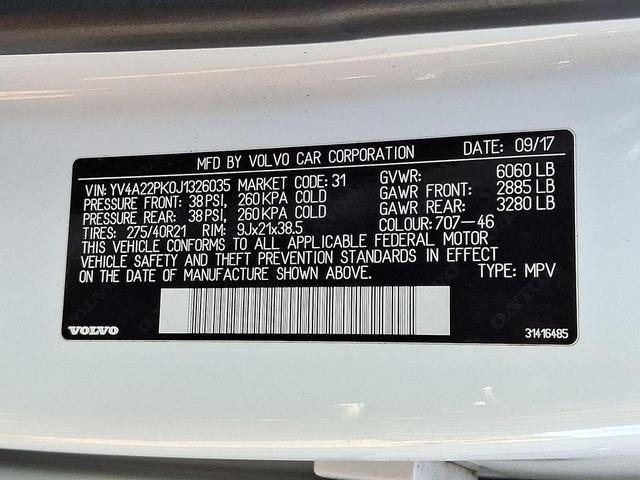 MFD BY VOLVO CAR CORPORATION DATE: 09/17
VIN: YV4A22PK0J1326035 MARKET CODE: 31 GVWR: 6060 LB
PRESSURE FRONT: 38 PSI, 260 KPA COLD GAWR FRONT: 2885 LB
PRESSURE REAR: 38 PSI, 260 KPA COLD GAWR REAR: 3280 LB
TIRES: 275/40R21 RIM: 9Jx21x38.5 COLOUR: 707-46
THIS VEHICLE CONFORMS TO ALL APPLICABLE FEDERAL MOTOR
VEHICLE SAFETY AND THEFT PREVENTION STANDARDS IN EFFECT
ON THE DATE OF MANUFACTURE SHOWN ABOVE. TYPE: MPV
VOLVO 31416485